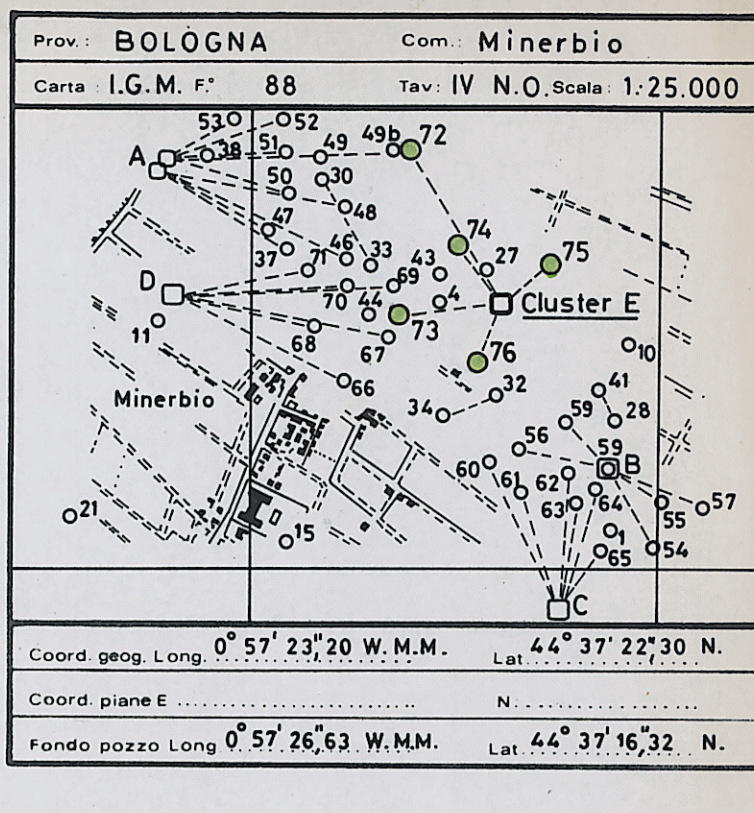 Prov.: BOLOGNA Com.: Minerbio
Carta : I.G.M. F.° 88 Tav: IV N.O. Scala: 1:25.000
53 52
A 38 51 49 49b 72
50 30
47 48 74
37 71 46 33 43 27 75
D 70 69 44 4 Cluster E
11 68 73 67 76 10
66 32 41
Minerbio 34 59 28
56 59 B
60 61 62 64
63 55 57
21 15 1 54
65
C
Coord. geog. Long. 0° 57' 23",20 W.M.M. Lat. 44° 37' 22",30 N.
Coord. piane E N.
Fondo pozzo Long 0° 57' 26",63 W.M.M. Lat 44° 37' 16",32 N.